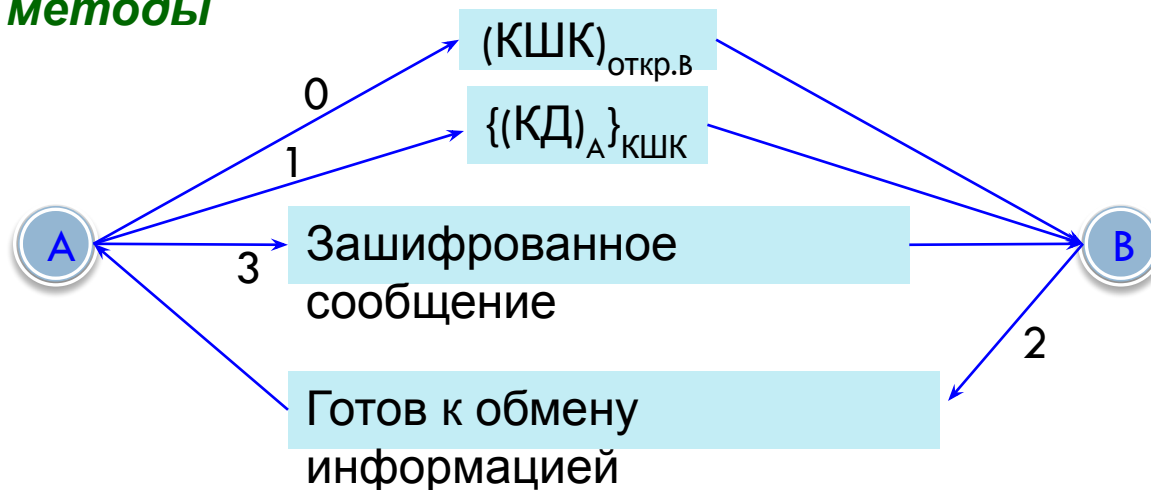 методы
(КШК)откр.В
0
{(КД)А}КШК
1
А
3
Зашифрованное
сообщение
В
2
Готов к обмену
информацией